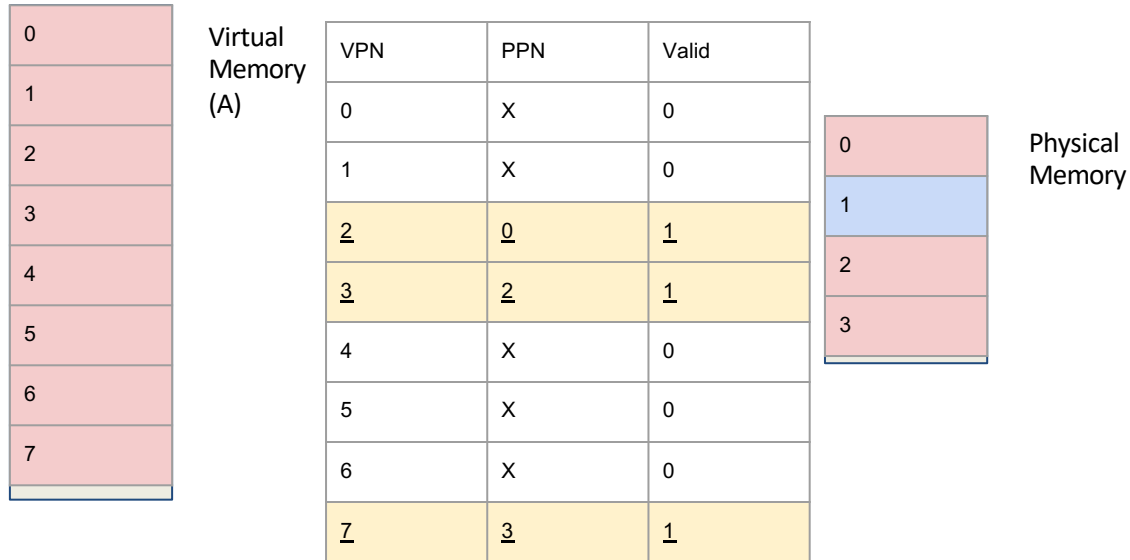 0
1
2
3
4
5
6
7
Virtual
Memory
(A)
VPN PPN Valid
0 X 0
1 X 0
2 0 1
3 2 1
4 X 0
5 X 0
6 X 0
7 3 1
0
1
2
3
Physical
Memory